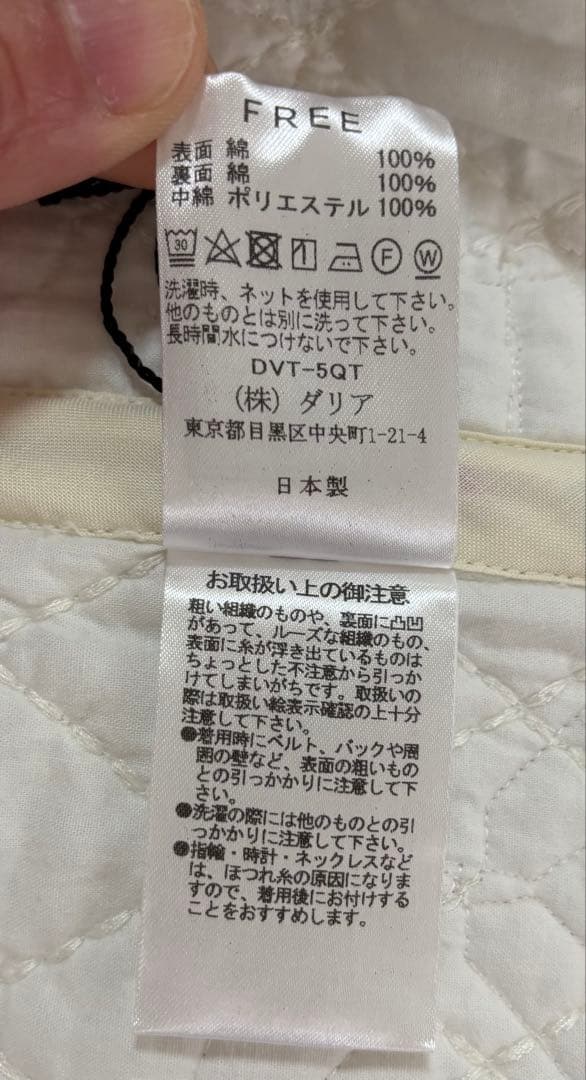 FREE
表面 綿 100%
裏面 綿 100%
中綿 ポリエステル 100%
30 F W
洗濯時、ネットを使用して下さい。
他のものとは別に洗って下さい。
長時間水につけないで下さい。
DVT-5QT
(株) ダリア
東京都目黒区中央町1-21-4
日本製
お取扱い上の御注意
粗い組織のものや、裏面に凸凹
があって、ルーズな組織のもの、
表面に糸が浮き出ているものは
ちょっとした不注意から引っか
けてしまいがちです。取扱いの
際は取扱い絵表示確認の上十分
注意して下さい。
●着用時にベルト、バックや周
囲の壁など、表面の粗いもの
との引っかかりに注意して下
さい。
●洗濯の際には他のものとの引
っかかりに注意して下さい。
●指輪・時計・ネックレスなど
は、ほつれ糸の原因になりま
すので、着用後にお付けする
ことをおすすめします。